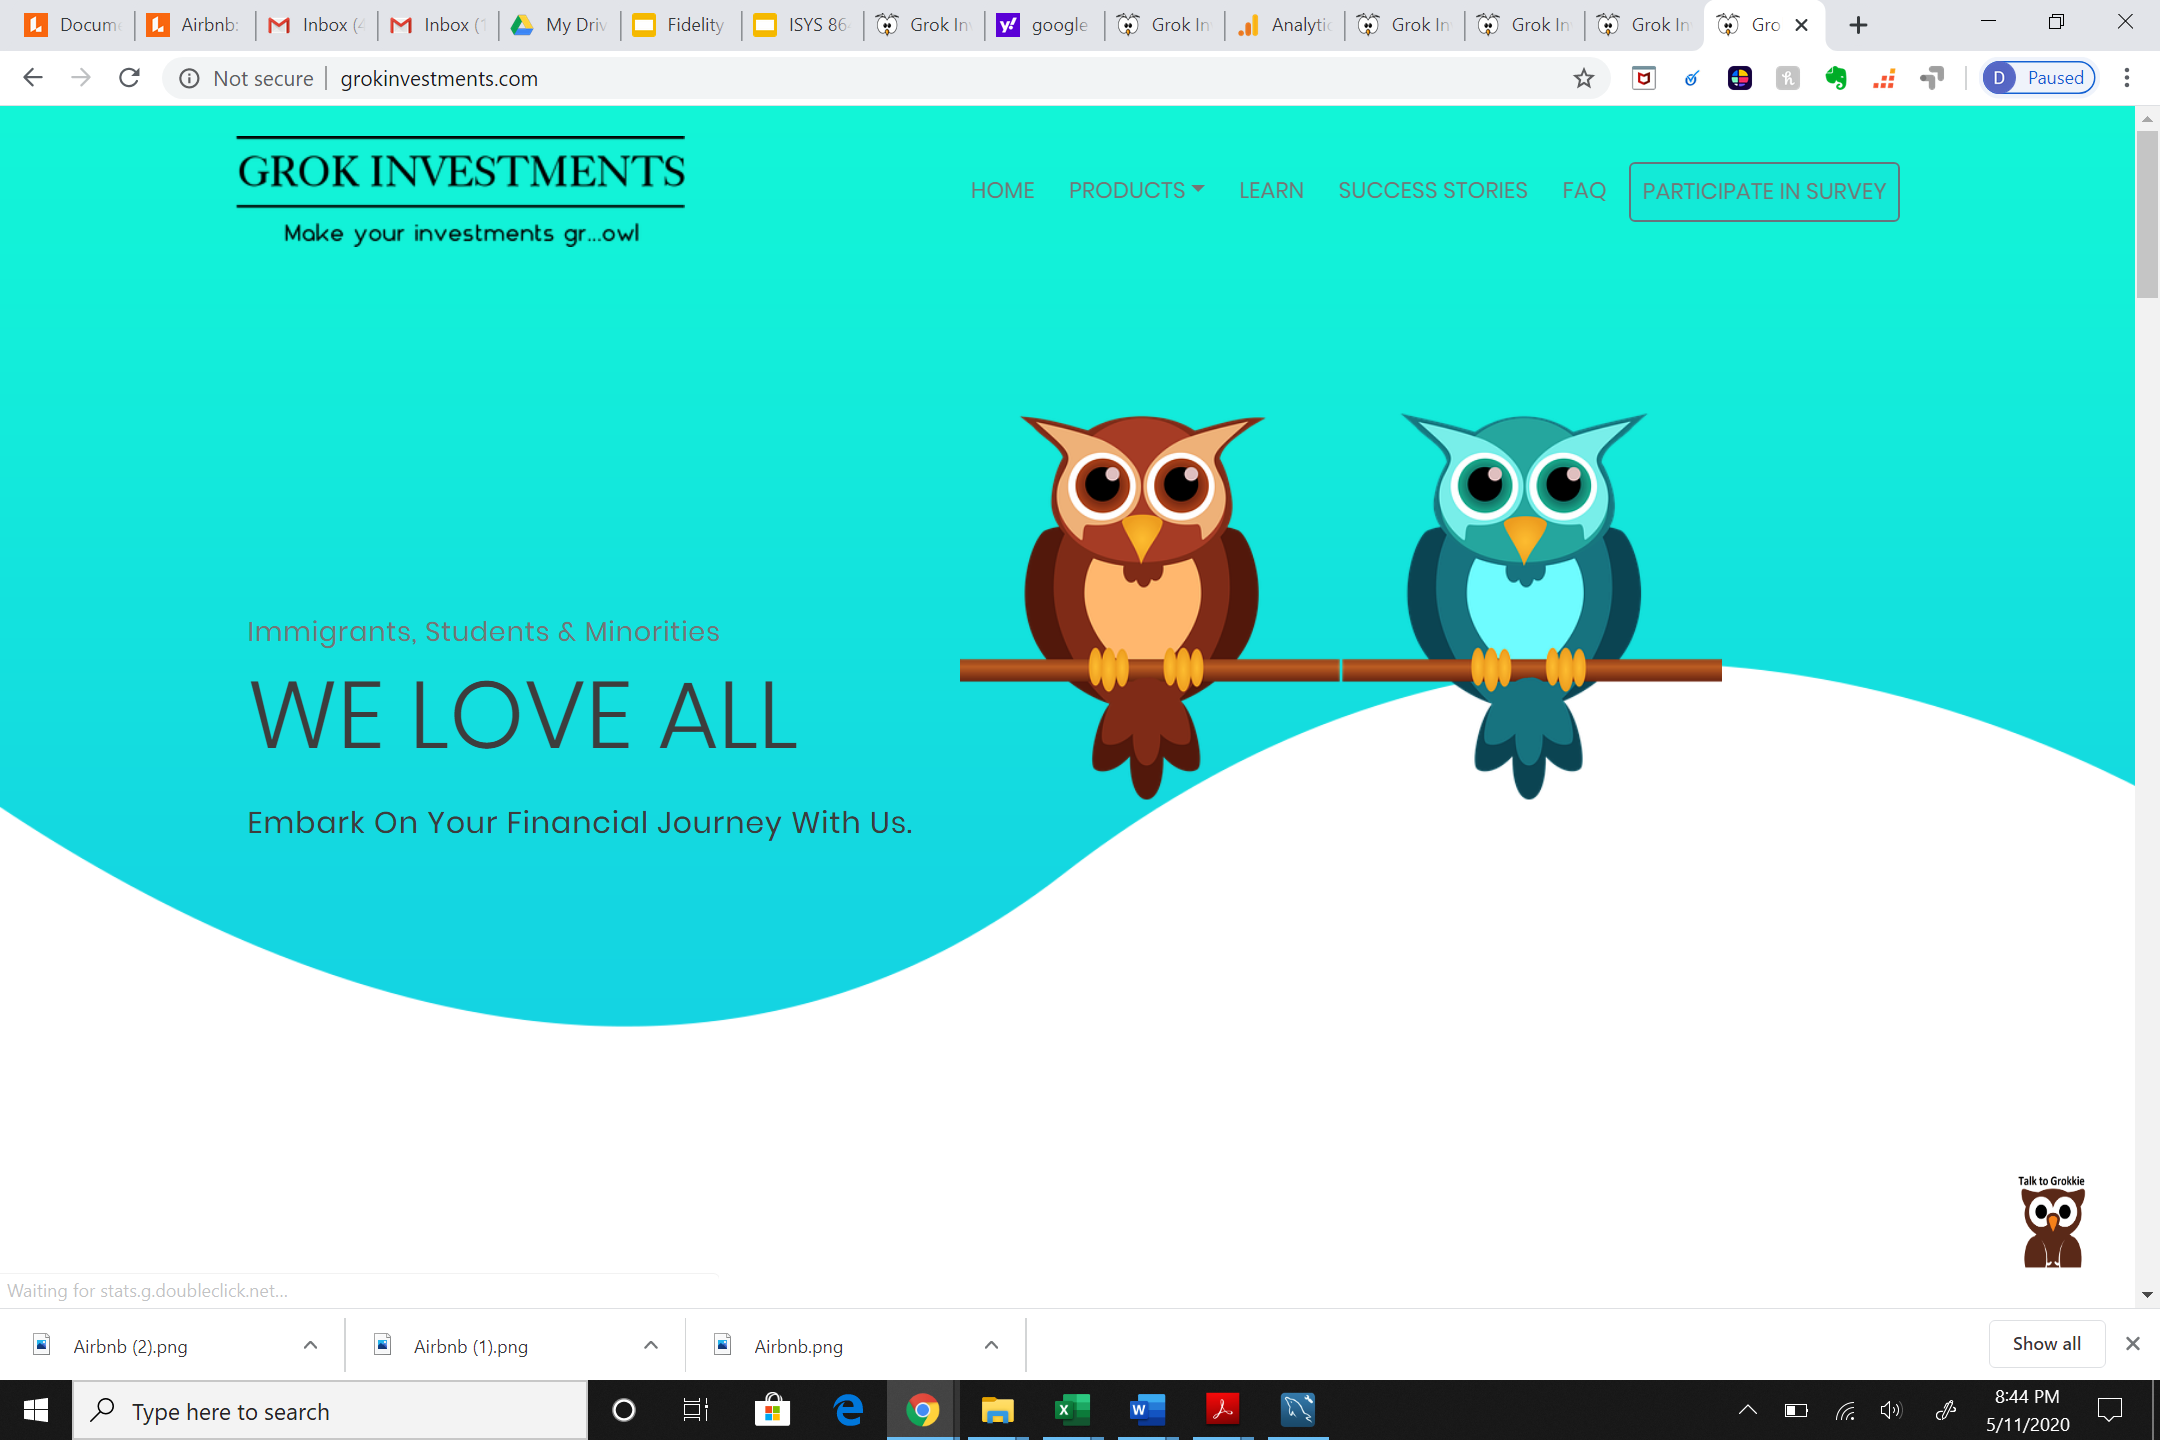 Docum
Airbnb:
Inbox (4
Inbox (1
My Driv
Fidelity
ISYS 864
Grok Inv
google
Grok In
Analytic
Grok In
Grok In
Grok In
Gro
Not secure
grokinvestments.com
D Paused
GROK INVESTMENTS
Make your investments gr...owl
HOME PRODUCTS LEARN SUCCESS STORIES FAQ PARTICIPATE IN SURVEY
Immigrants, Students & Minorities
WE LOVE ALL
Embark On Your Financial Journey With Us.
Talk to Grokkie
Waiting for stats.g.doubleclick.net...
Airbnb (2).png
Airbnb (1).png
Airbnb.png
Show all
Type here to search
8:44 PM
5/11/2020